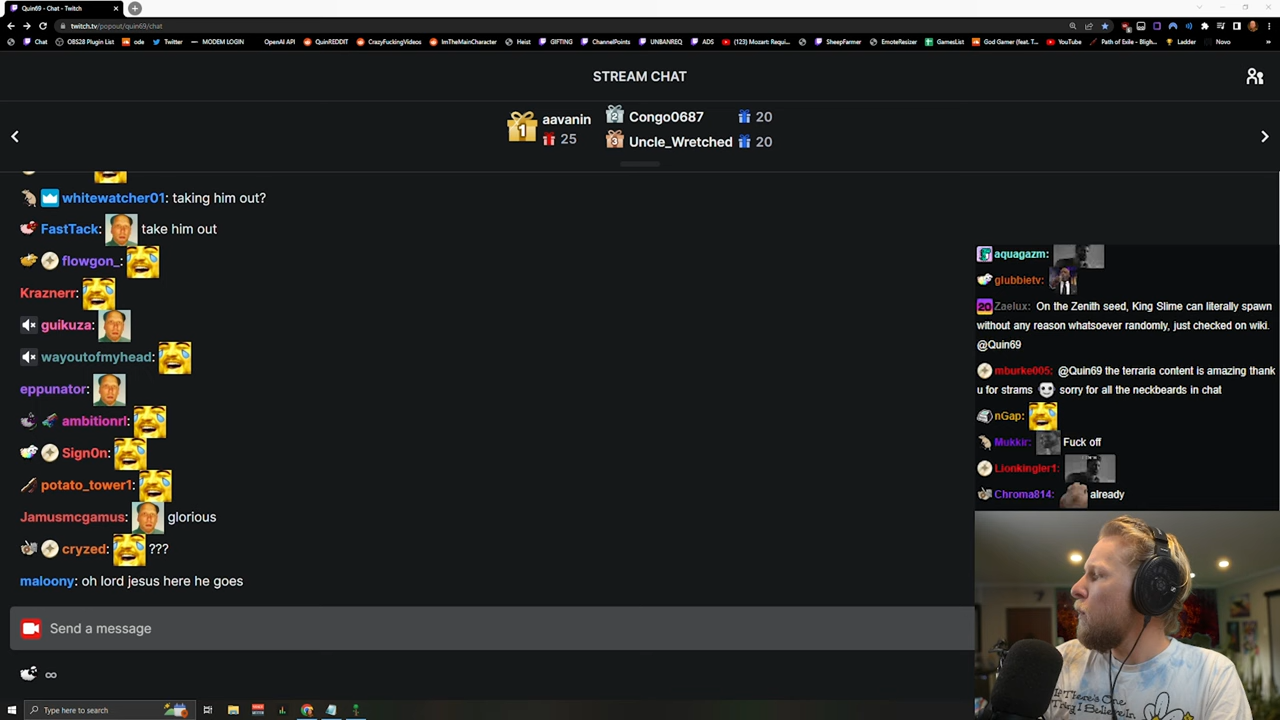 Quin69 - Chat - Twitch
twitch.tv/popout/quin69/chat
Chat
OBS28 Plugin List
ode
Twitter
MODEM LOGIN
OpenAI API
QuinREDDIT
CrazyFuckingVideos
ImTheMainCharacter
Heist
GIFTING
ChannelPoints
UNBANREQ
ADS
(123) Mozart: Requi...
SheepFarmer
EmoteResizer
GamesList
God Gamer (feat. T...
YouTube
Path of Exile - Bligh...
Ladder
Novo
»
STREAM CHAT
1 aavanin 25
2 Congo0687 20
3 Uncle_Wretched 20
whitewatcher01: taking him out?
FastTack: take him out
flowgon_:
Kraznerr:
guikuza:
wayoutofmyhead:
eppunator:
ambitionrl:
Sign0n:
potato_tower1:
Jamusmcgamus: glorious
cryzed: ???
maloony: oh lord jesus here he goes
Send a message
∞
aquagazm:
glubbietv:
20 Zaelux: On the Zenith seed, King Slime can literally spawn
without any reason whatsoever randomly, just checked on wiki.
@Quin69
mburke005: @Quin69 the terraria content is amazing thank
u for strams sorry for all the neckbeards in chat
nGap:
Mukkir: Fuck off
Lionkingler1:
Chroma814: already
Type here to search